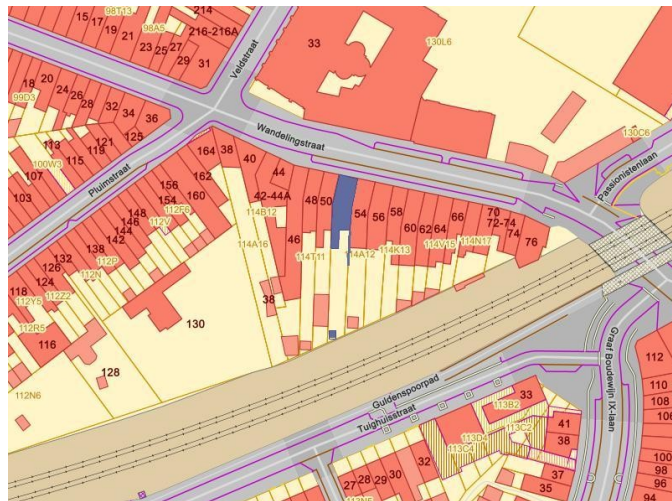 15 17 19 21 98T13 98A5 23 25 27 29 214 216-216A 31
Veldstraat
33
130L6
130C6
18 20 24 26 28 32 34 36
99D3
Wandelingstraat
Passionistenlaan
113 100W3 115 119 121 125
107
103
Pluimstraat
164 38 40 44 42-44A
162
160
156 154 112F6
148 146 144 142 112V
138 112P
132 126 124 112N
118 112Z2
112Y5
112R5
116
114B12
114A16
46 48 50 54 56 58 60 62 64 66 70 72-74 74 76
114T11 114A12 114K13 114V15 114N17
38
130
128
112N6
Guldenspoorpad
Tuighuisstraat
Graaf Boudewijn IX-laan
33
113B2
113C2
113D4
113C4
41
38
37
35
32
30
29
28
27
112
110
108
106
100
98
96
94